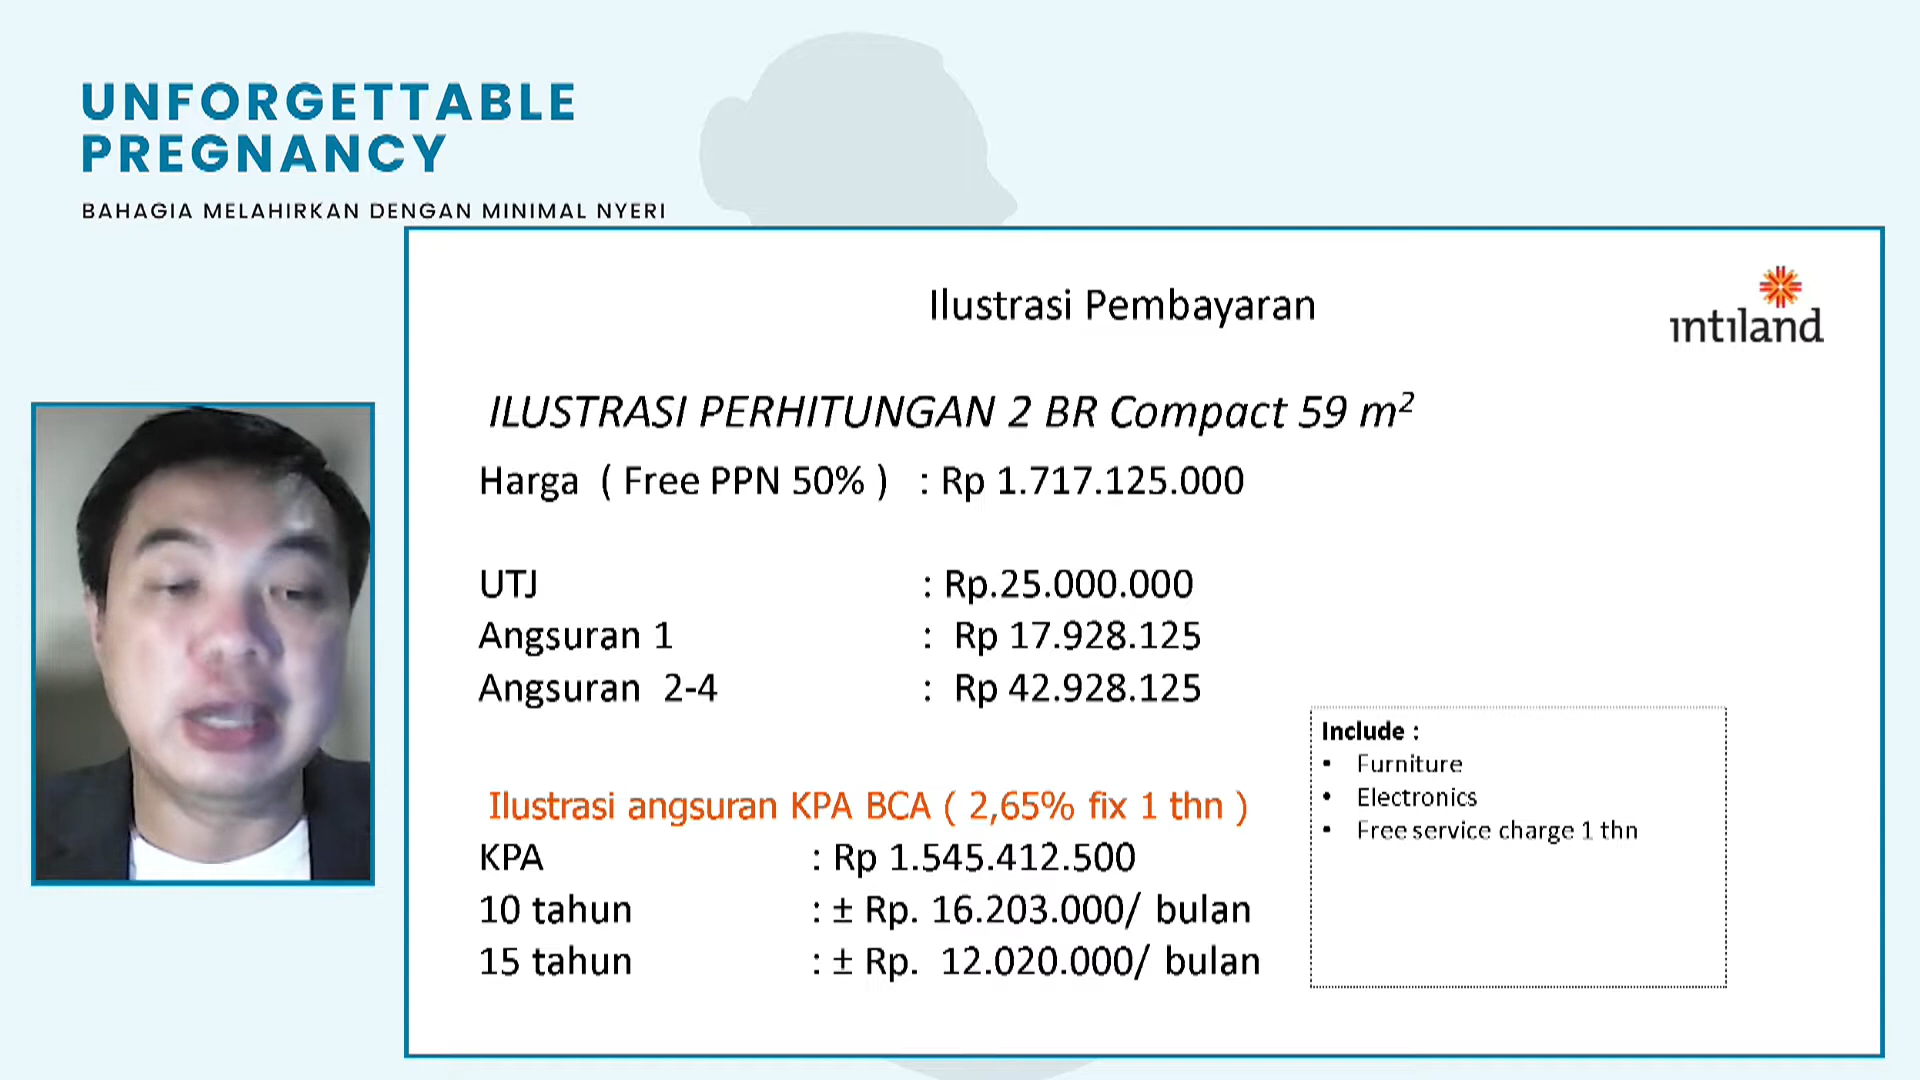 UNFORGETTABLE
PREGNANCY
BAHAGIA MELAHIRKAN DENGAN MINIMAL NYERI
Ilustrasi Pembayaran
intiland
ILUSTRASI PERHITUNGAN 2 BR Compact 59 m²
Harga ( Free PPN 50% ) : Rp 1.717.125.000
UTJ : Rp.25.000.000
Angsuran 1 : Rp 17.928.125
Angsuran 2-4 : Rp 42.928.125
Ilustrasi angsuran KPA BCA ( 2,65% fix 1 thn )
KPA : Rp 1.545.412.500
10 tahun : ± Rp. 16.203.000/ bulan
15 tahun : ± Rp. 12.020.000/ bulan
Include :
• Furniture
• Electronics
• Free service charge 1 thn